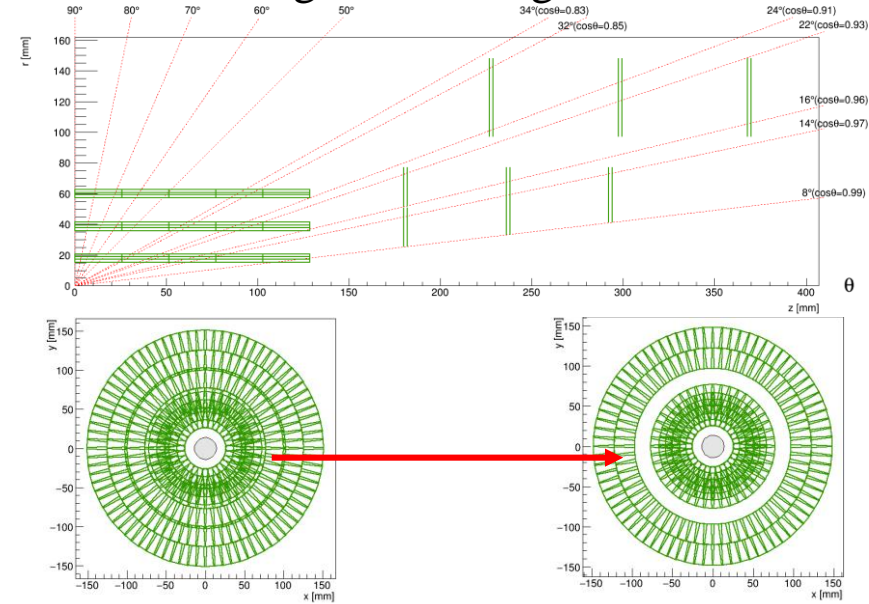 90° 80° 70° 60° 50° 34°(cosθ=0.83) 24°(cosθ=0.91)
32°(cosθ=0.85) 22°(cosθ=0.93)
r [mm]
160
140
120
100
80
60
40
20
0
16°(cosθ=0.96)
14°(cosθ=0.97)
8°(cosθ=0.99)
0 50 100 150 200 250 300 350 400 θ
z [mm]
y [mm]
150
100
50
0
−50
−100
−150
−150 −100 −50 0 50 100 150
x [mm]
y [mm]
150
100
50
0
−50
−100
−150
−150 −100 −50 0 50 100 150
x [mm]